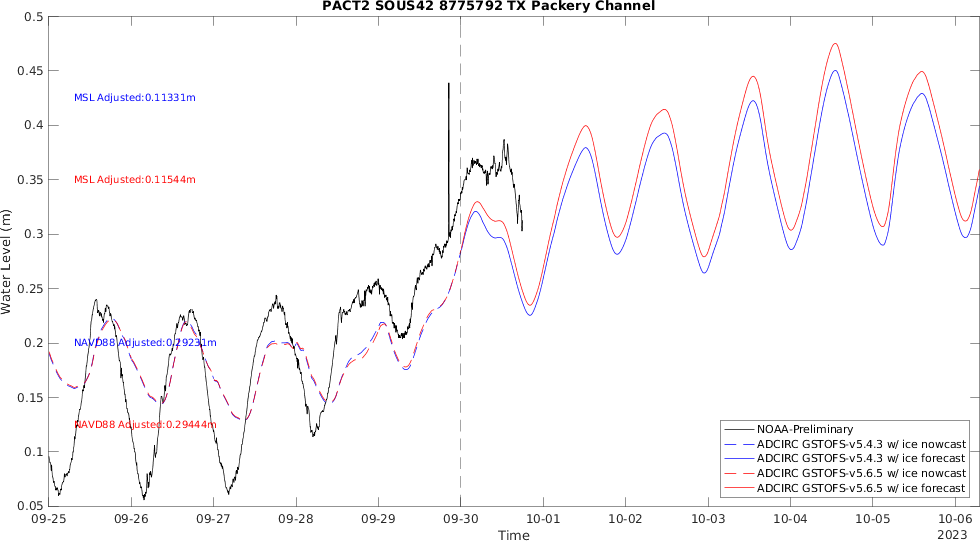 PACT2 SOUS42 8775792 TX Packery Channel
0.5
0.45
0.4
0.35
0.3
0.25
0.2
0.15
0.1
0.05
Water Level (m)
MSL Adjusted:0.11331m
MSL Adjusted:0.11544m
NAVD88 Adjusted:0.29231m
NAVD88 Adjusted:0.29444m
NOAA-Preliminary
ADCIRC GSTOFS-v5.4.3 w/ ice nowcast
ADCIRC GSTOFS-v5.4.3 w/ ice forecast
ADCIRC GSTOFS-v5.6.5 w/ ice nowcast
ADCIRC GSTOFS-v5.6.5 w/ ice forecast
09-25 09-26 09-27 09-28 09-29 09-30 10-01 10-02 10-03 10-04 10-05 10-06
Time
2023